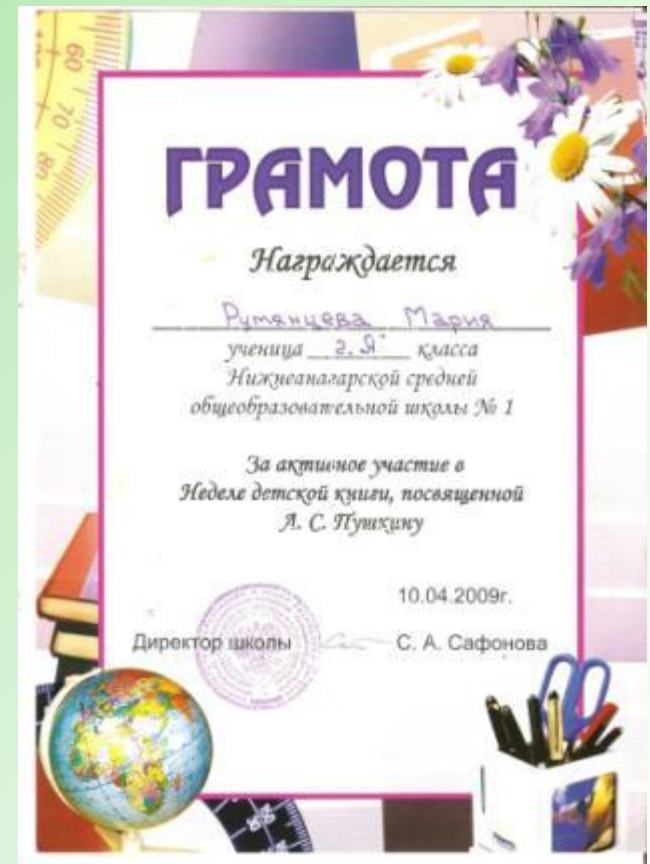 ГРАМОТА
Награждается
Румянцева Мария
ученица 2 "Я" класса
Нижнеангарской средней
общеобразовательной школы № 1
За активное участие в
Неделе детской книги, посвященной
А. С. Пушкину
10.04.2009г.
Директор школы С. А. Сафонова